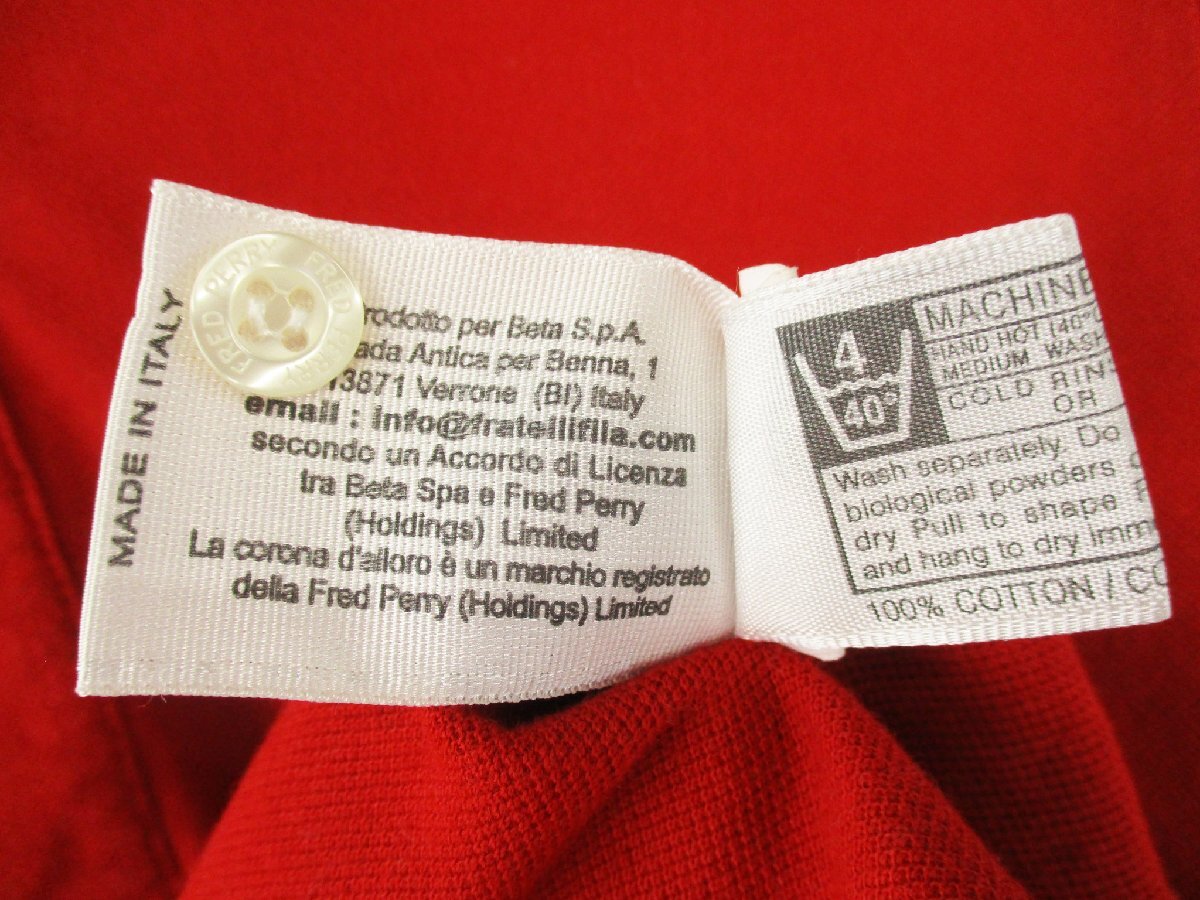 MADE IN ITALY
FRED PERRY FRED PERRY
rodotto per Beta S.p.A.
ada Antica per Benna, 1
13871 Verrone (BI) Italy
email : info@fratellifila.com
secondo un Accordo di Licenza
tra Beta Spa e Fred Perry
(Holdings) Limited
La corona d'alloro è un marchio registrato
della Fred Perry (Holdings) Limited
4
40°
MACHINE
HAND HOT (40°C
MEDIUM WASH
COLD RINS
OR
Wash separately. Do
biological powders
dry Pull to shape
and hang to dry imm
100% COTTON / CO